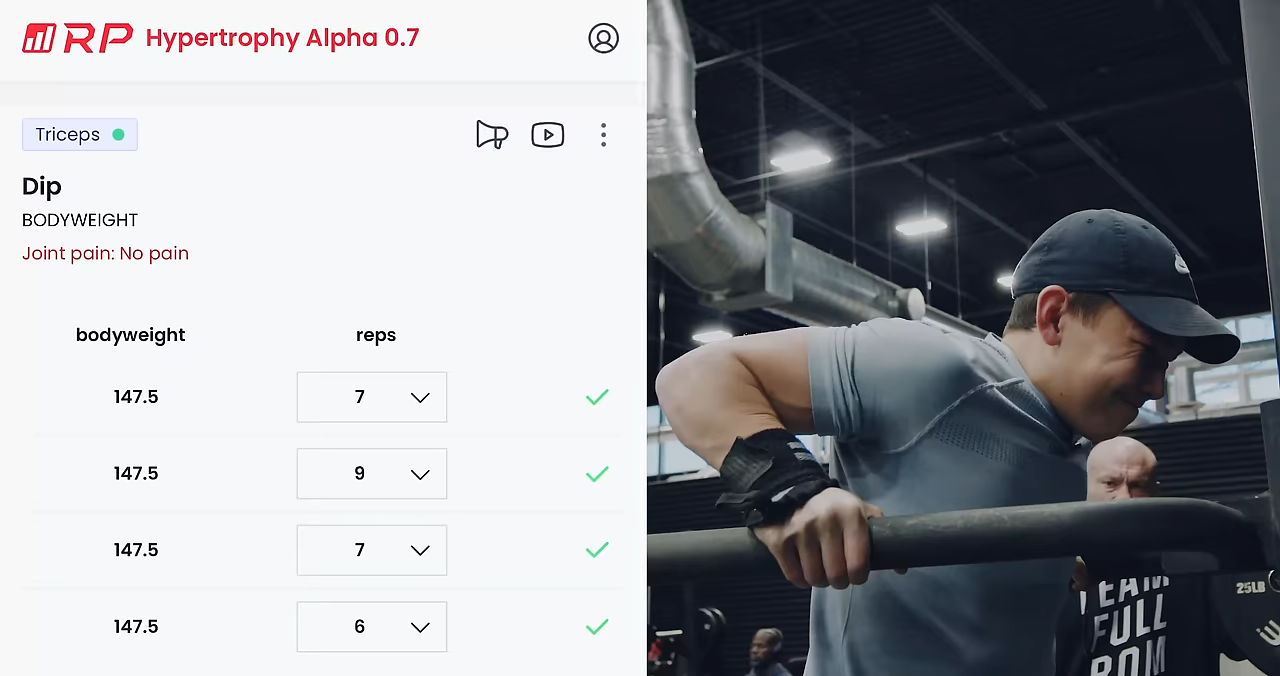 RP Hypertrophy Alpha 0.7
Triceps
Dip
BODYWEIGHT
Joint pain: No pain
bodyweight reps
147.5 7
147.5 9
147.5 7
147.5 6
TEAM
FULL
ROM
25LB